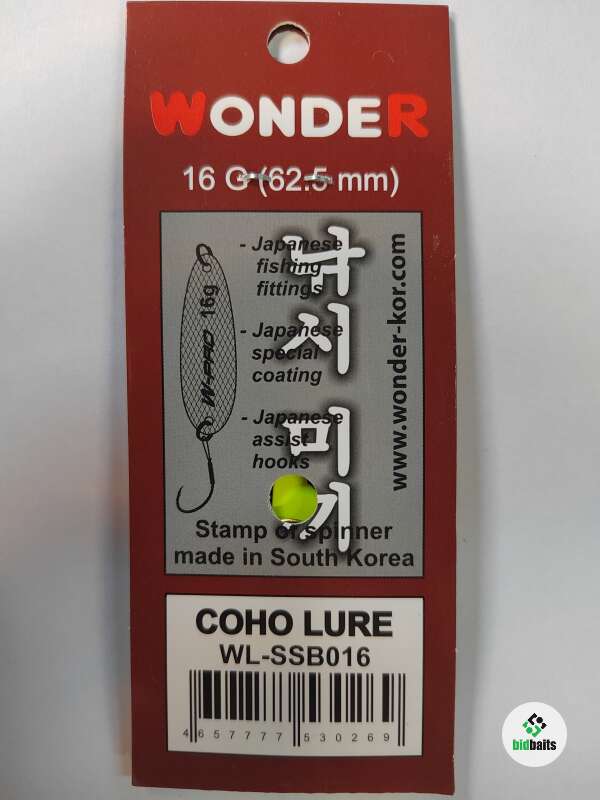 WONDER
16 G (62.5 mm)
- Japanese
fishing
fittings
- Japanese
special
coating
- Japanese
assist
hooks
W-PRO 16g
낚시 미끼
www.wonder-kor.com
Stamp of spinner
made in South Korea
COHO LURE
WL-SSB016
4 657777 530269
bidbaits